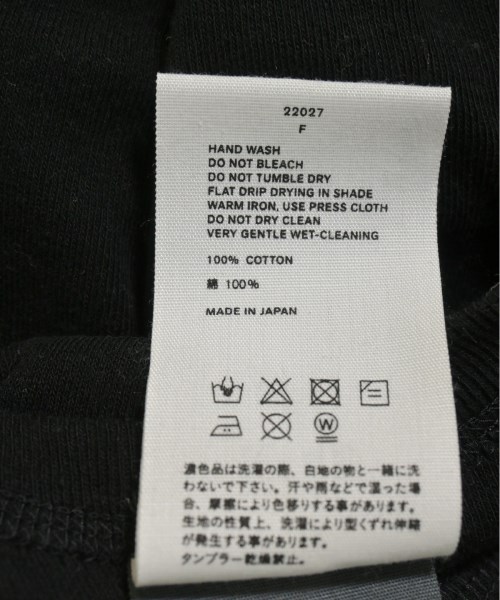 22027
F
HAND WASH
DO NOT BLEACH
DO NOT TUMBLE DRY
FLAT DRIP DRYING IN SHADE
WARM IRON, USE PRESS CLOTH
DO NOT DRY CLEAN
VERY GENTLE WET-CLEANING
100% COTTON
綿 100%
MADE IN JAPAN
W
濃色品は洗濯の際、白地の物と一緒に洗
わないで下さい。汗や雨などで湿った場
合、摩擦により色移りする事があります。
生地の性質上、洗濯により型くずれ伸縮
が発生する事があります。
タンブラー乾燥禁止。